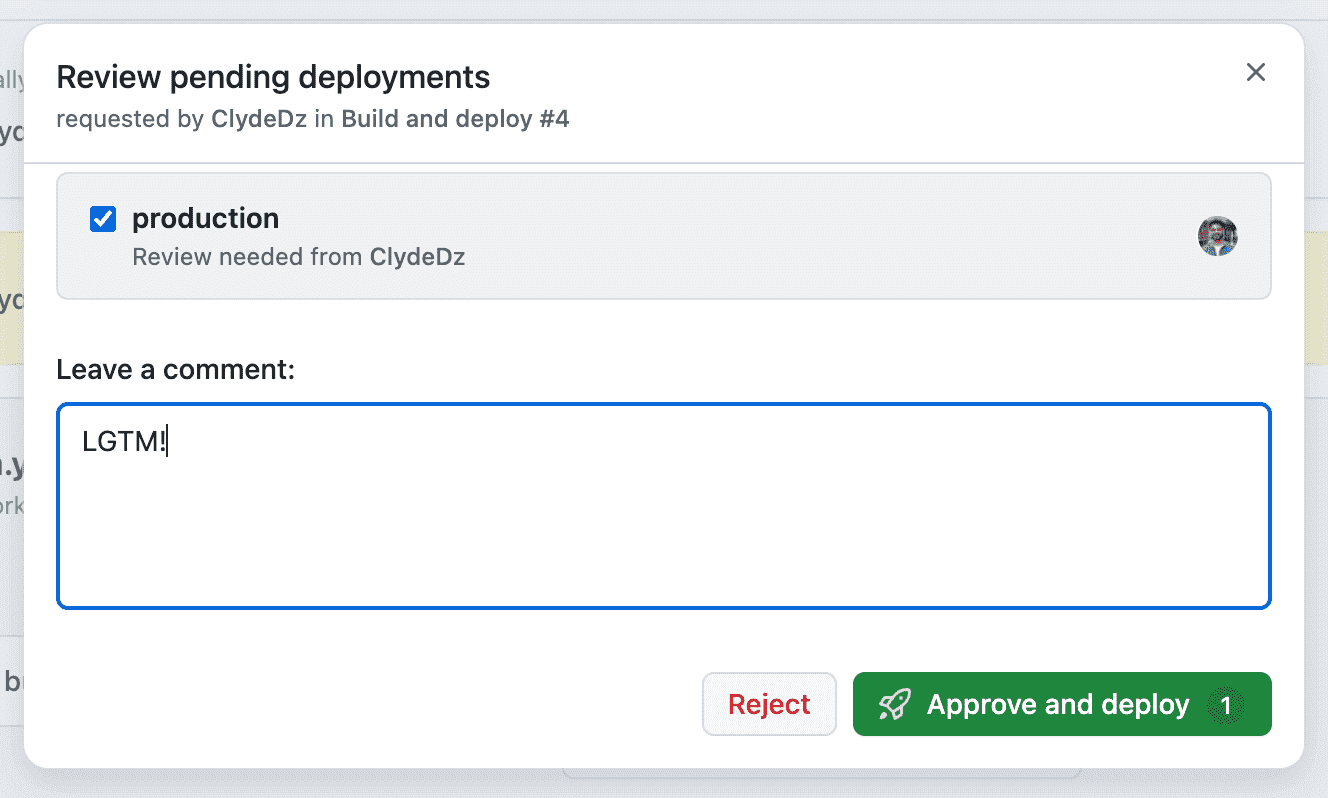 Review pending deployments
requested by ClydeDz in Build and deploy #4
production
Review needed from ClydeDz
Leave a comment:
LGTM!
Reject
Approve and deploy 1